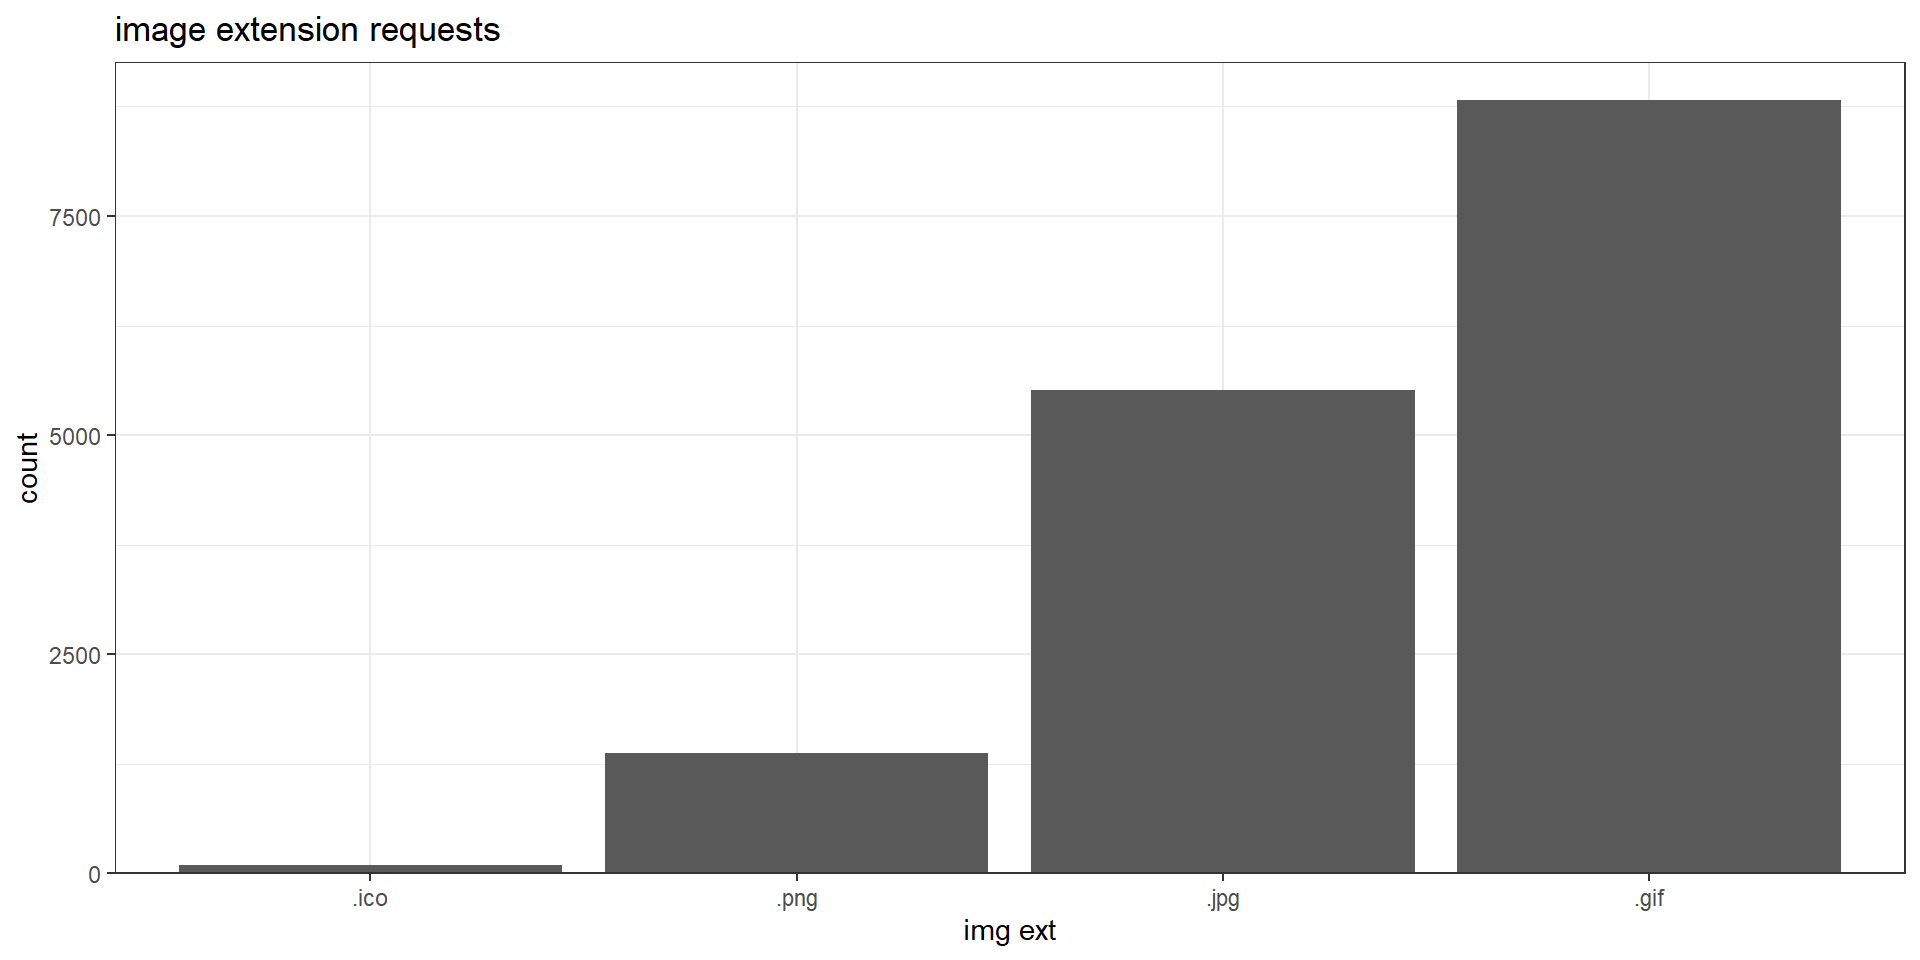 image extension requests
count
7500
5000
2500
0
.ico .png .jpg .gif
img ext